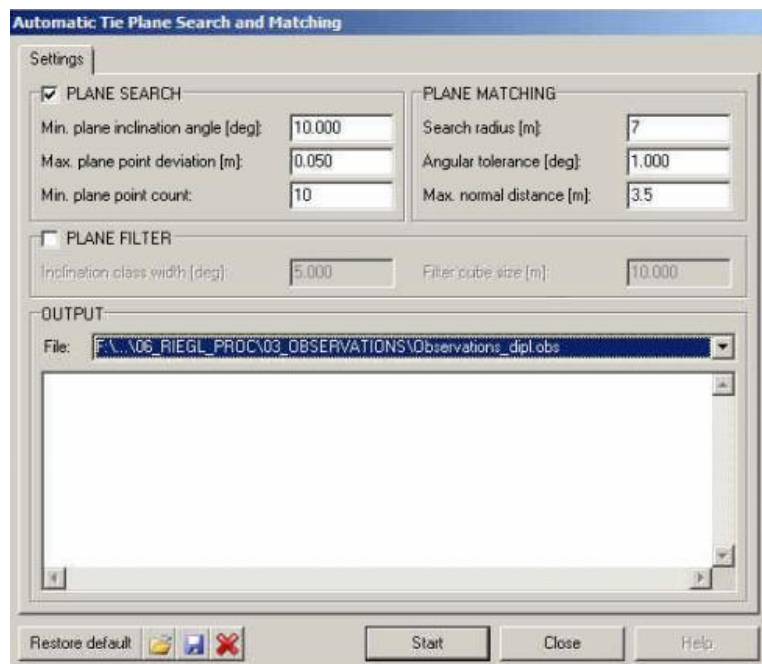 Automatic Tie Plane Search and Matching
Settings
PLANE SEARCH
Min. plane inclination angle [deg]: 10.000
Max. plane point deviation [m]: 0.050
Min. plane point count: 10
PLANE MATCHING
Search radius [m]: 7
Angular tolerance [deg]: 1.000
Max. normal distance [m]: 3.5
PLANE FILTER
Inclination class width [deg]: 5.000
Filter cube size [m]: 10.000
OUTPUT
File: F:\...\06_RIEGL_PROC\03_OBSERVATIONS\Observations_dipl.obs
Restore default
Start
Close
Help